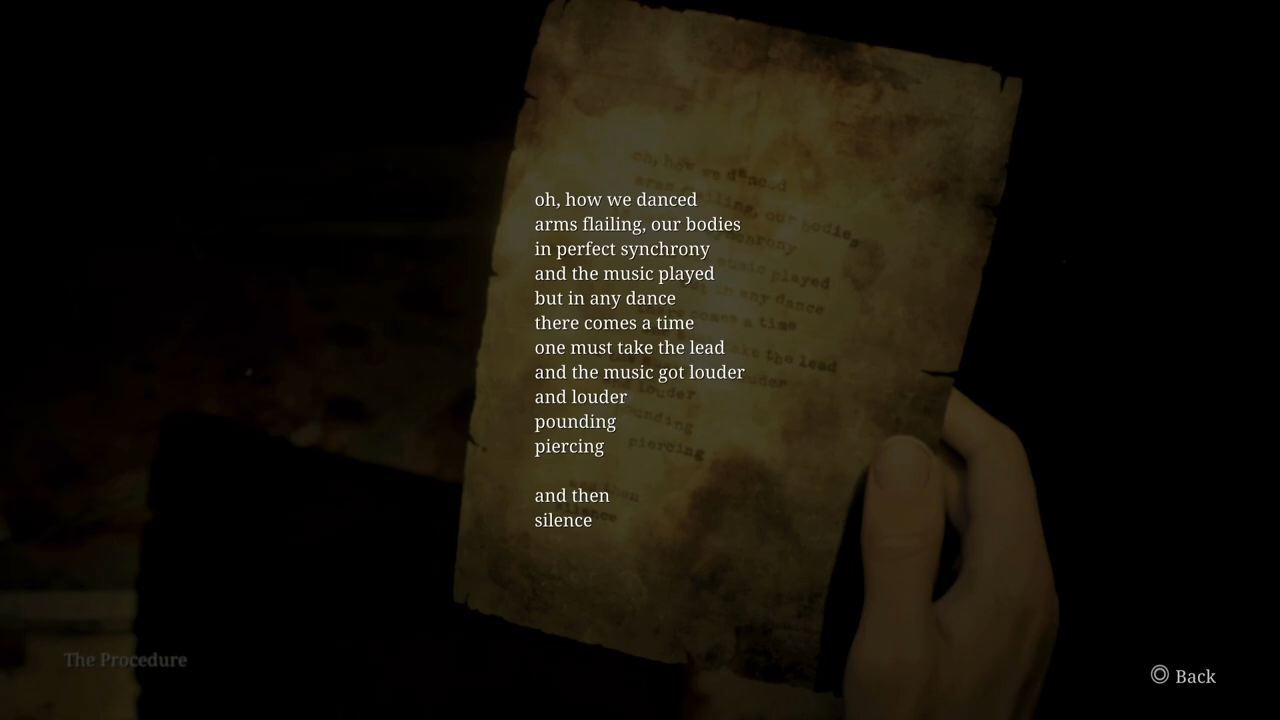 oh, how we danced
arms flailing, our bodies
in perfect synchrony
and the music played
but in any dance
there comes a time
one must take the lead
and the music got louder
and louder
pounding
piercing

and then
silence
The Procedure
Back